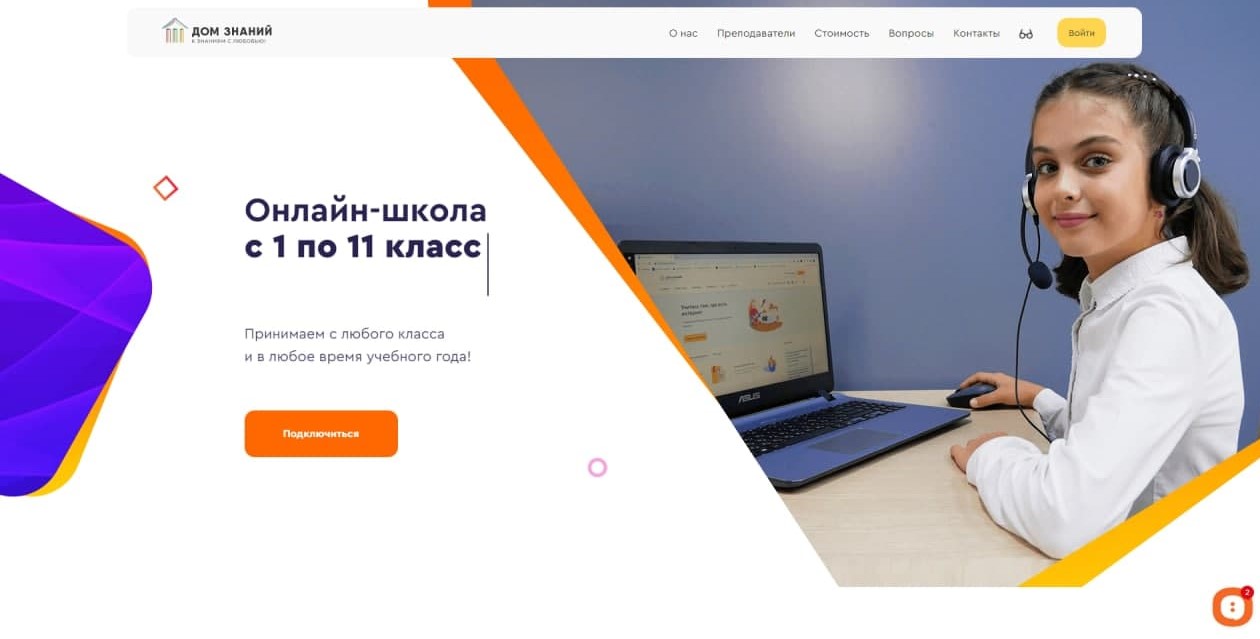 ДОМ ЗНАНИЙ
К ЗНАНИЯМ С ЛЮБОВЬЮ!
О нас
Преподаватели
Стоимость
Вопросы
Контакты
Войти
Онлайн-школа
с 1 по 11 класс
Принимаем с любого класса
и в любое время учебного года!
Подключиться
ASUS
2